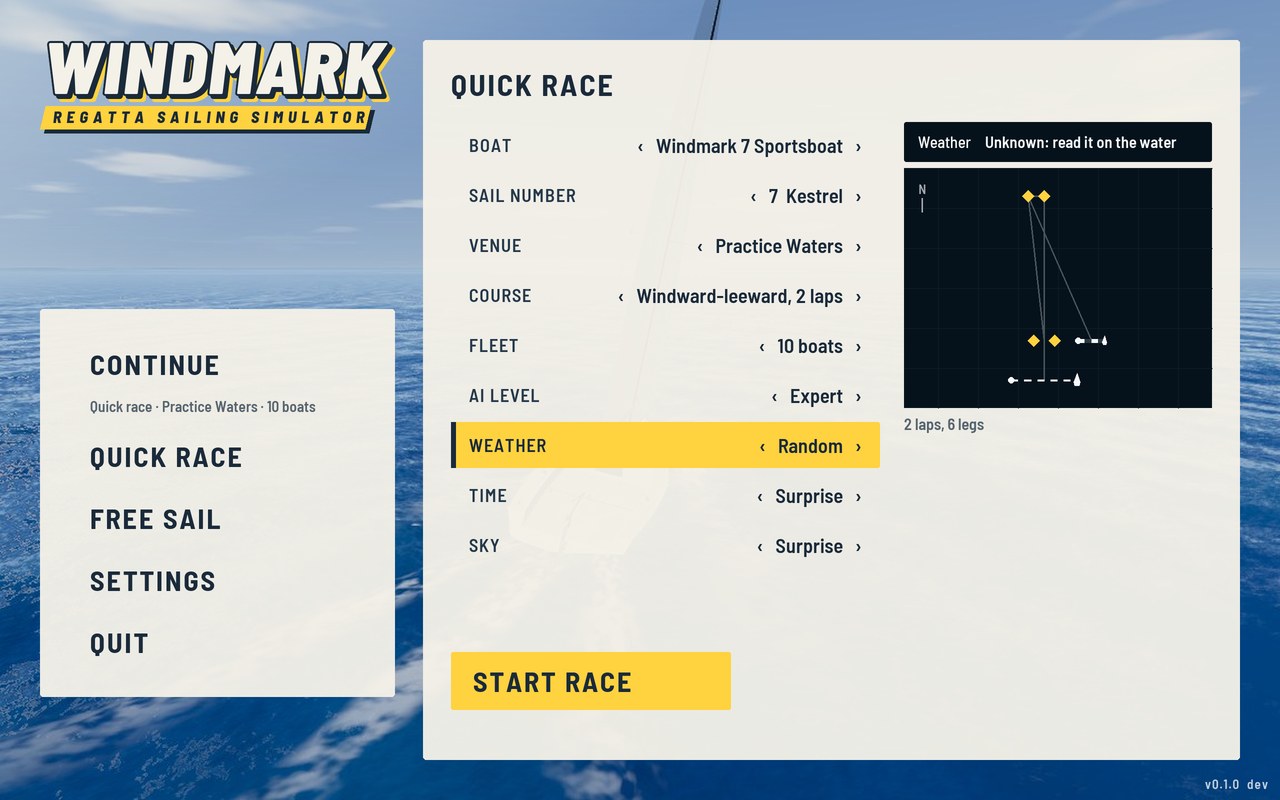 WINDMARK
REGATTA SAILING SIMULATOR
CONTINUE
Quick race · Practice Waters · 10 boats
QUICK RACE
FREE SAIL
SETTINGS
QUIT
QUICK RACE
BOAT ‹ Windmark 7 Sportsboat ›
SAIL NUMBER ‹ 7 Kestrel ›
VENUE ‹ Practice Waters ›
COURSE ‹ Windward-leeward, 2 laps ›
FLEET ‹ 10 boats ›
AI LEVEL ‹ Expert ›
WEATHER ‹ Random ›
TIME ‹ Surprise ›
SKY ‹ Surprise ›
START RACE
Weather Unknown: read it on the water
N
2 laps, 6 legs
v0.1.0 dev